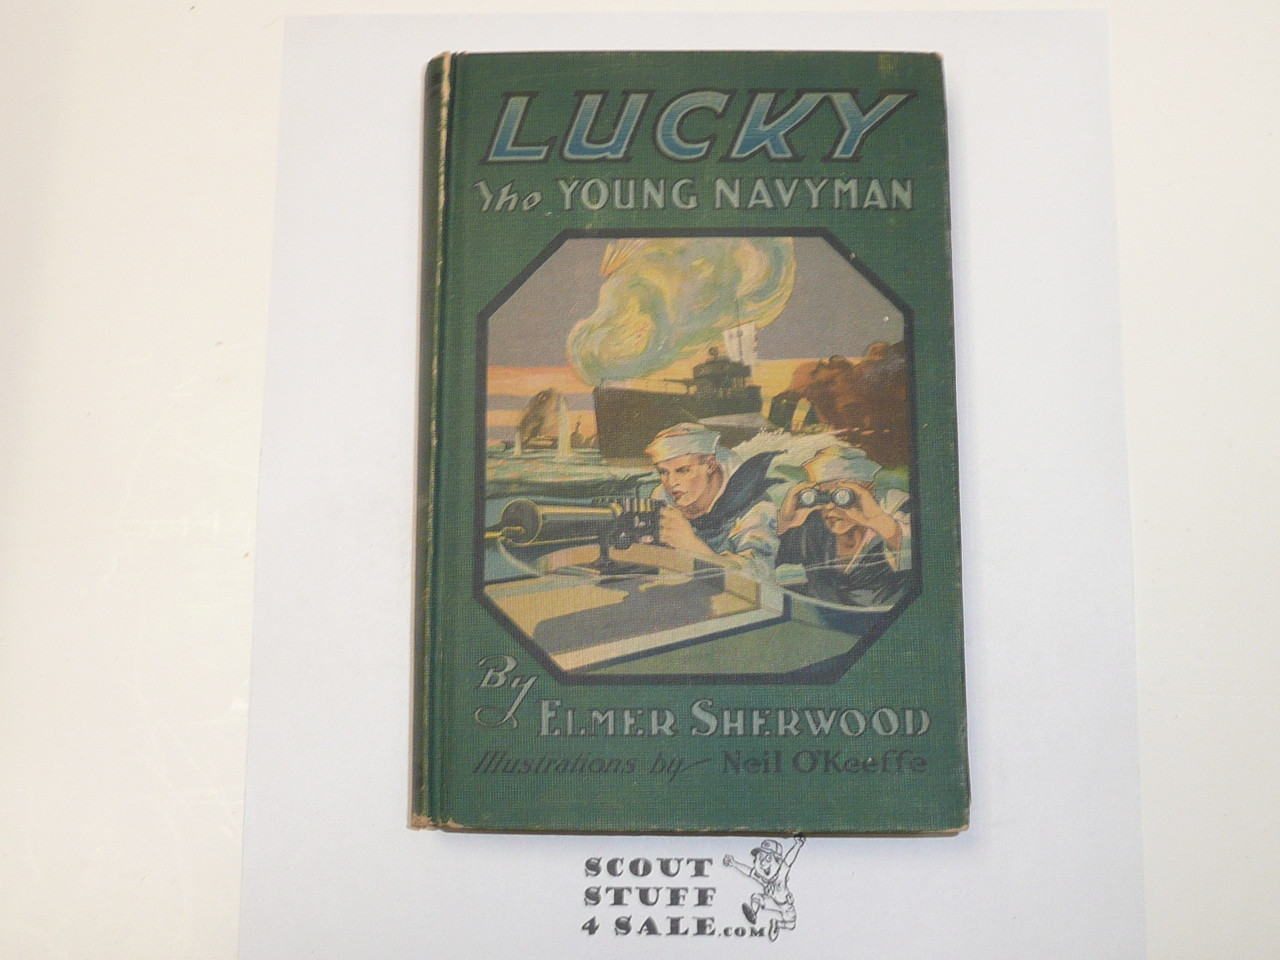 LUCKY
The YOUNG NAVYMAN
By
ELMER SHERWOOD
Illustrations by Neil O'Keeffe
SCOUT
STUFF
4 SALE.COM